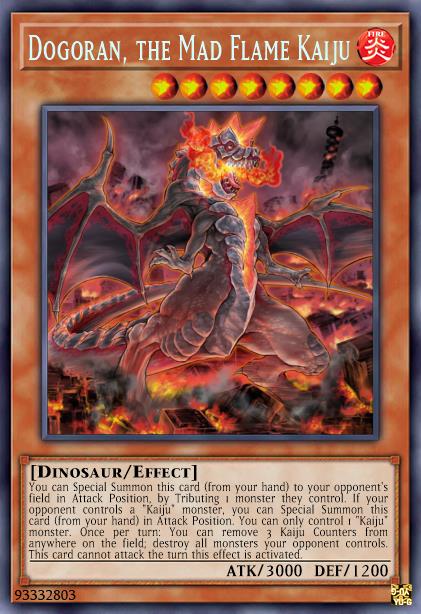 DOGORAN, THE MAD FLAME KAIJU
FIRE
炎
[DINOSAUR/EFFECT]
You can Special Summon this card (from your hand) to your opponent's
field in Attack Position, by Tributing 1 monster they control. If your
opponent controls a "Kaiju" monster, you can Special Summon this
card (from your hand) in Attack Position. You can only control 1 "Kaiju"
monster. Once per turn: You can remove 3 Kaiju Counters from
anywhere on the field; destroy all monsters your opponent controls.
This card cannot attack the turn this effect is activated.
ATK/3000 DEF/1200
93332803